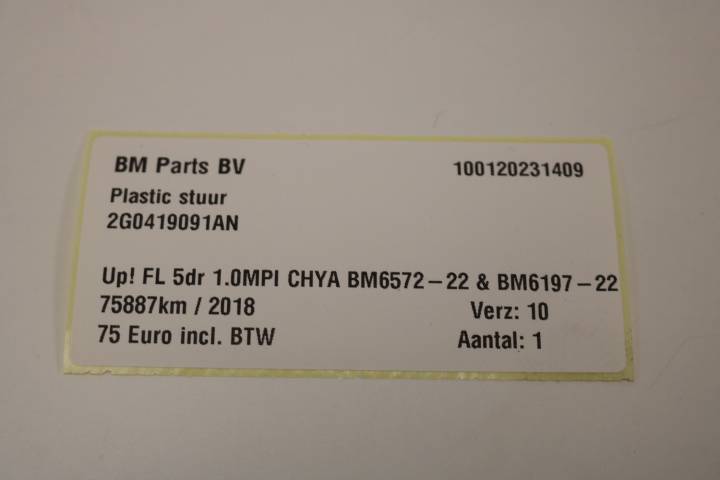 BM Parts BV 100120231409
Plastic stuur
2G0419091AN
Up! FL 5dr 1.0MPI CHYA BM6572-22 & BM6197-22
75887km / 2018 Verz: 10
75 Euro incl. BTW Aantal: 1